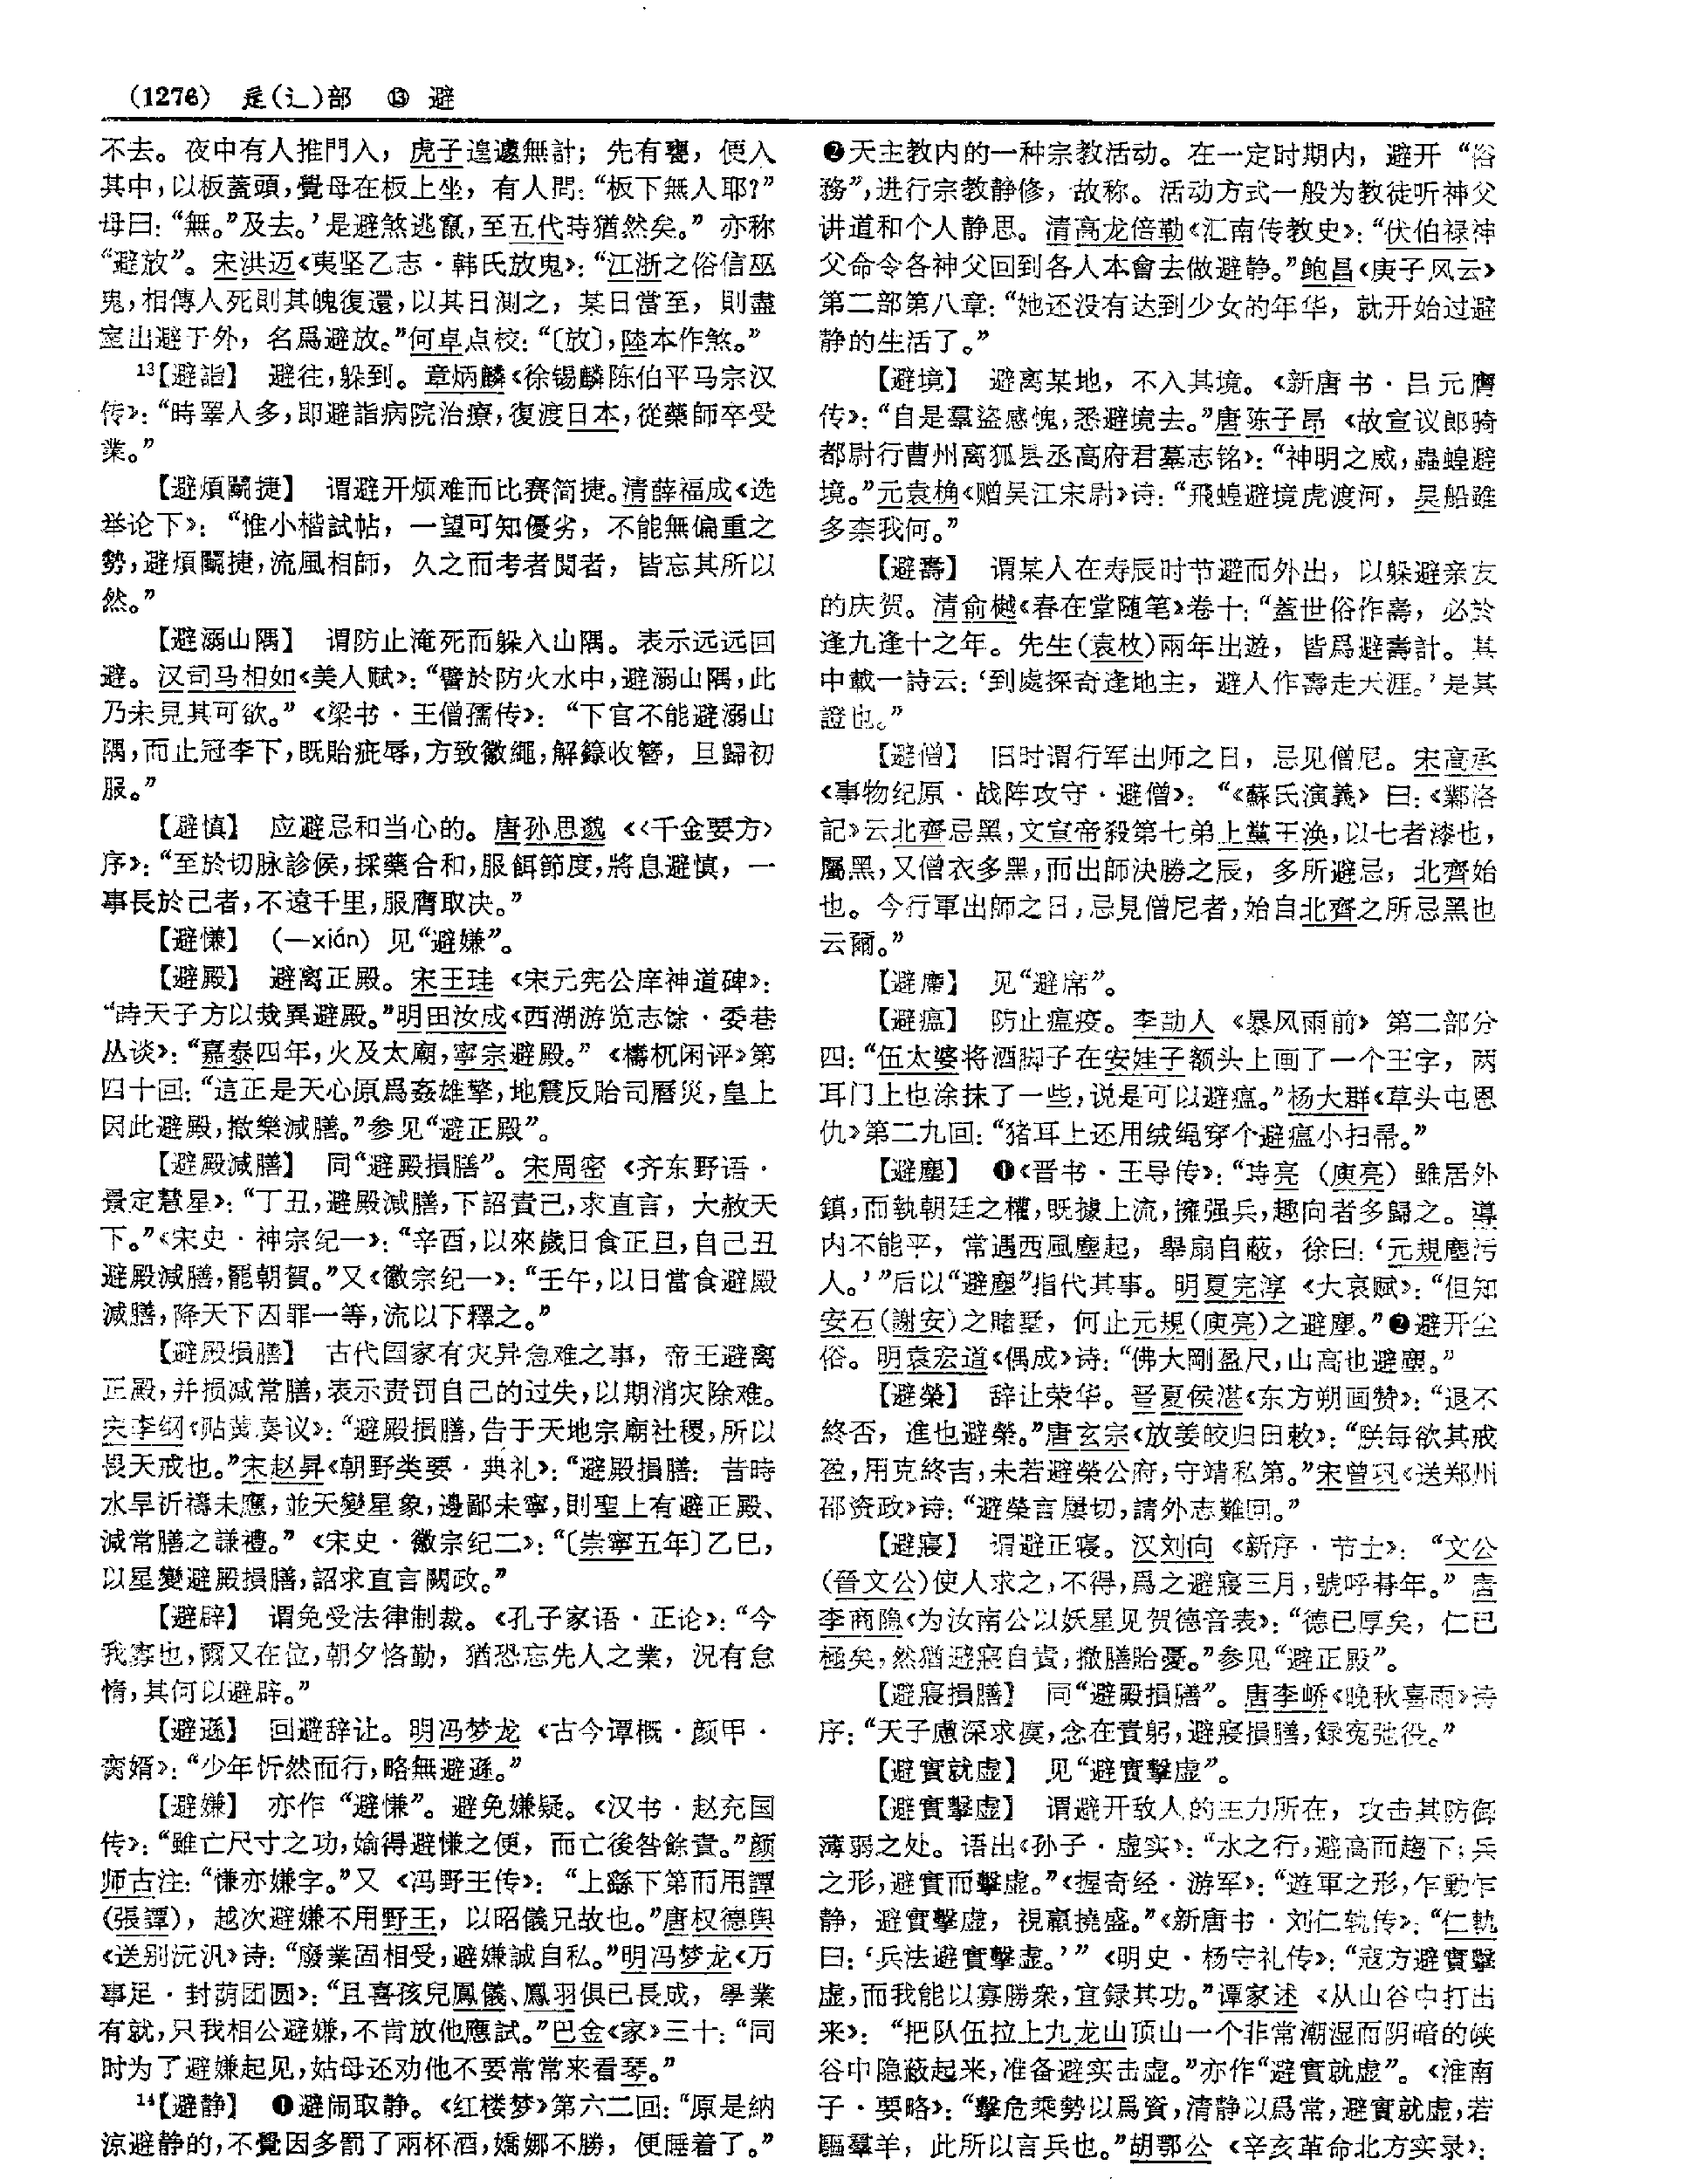 (1276) 辵(辶)部 ⑬ 避
不去。夜中有人推門入，虎子遑遽無計；先有甕，便入
其中，以板蓋頭，覺母在板上坐，有人問：“板下無人耶？”
母曰：“無。”及去。’是避煞逃竄，至五代時猶然矣。” 亦称
“避放”。宋洪迈《夷坚乙志·韩氏放鬼》：“江浙之俗信巫
鬼，相傳人死則其魄復還，以其日測之，某日當至，則盡
室出避于外，名爲避放。”何卓点校：“〔放〕，陸本作煞。”
¹³【避詣】 避往，躲到。章炳麟《徐锡麟陈伯平马宗汉
传》：“時睪人多，即避詣病院治療，復渡日本，從藥師卒受
業。”
【避煩鬭捷】 谓避开烦难而比赛简捷。清薛福成《选
举论下》：“惟小楷試帖，一望可知優劣，不能無偏重之
勢，避煩鬭捷，流風相師，久之而考者閲者，皆忘其所以
然。”
【避溺山隅】 谓防止淹死而躲入山隅。表示远远回
避。汉司马相如《美人赋》：“譬於防火水中，避溺山隅，此
乃未見其可欲。”《梁书·王僧孺传》：“下官不能避溺山
隅，而止冠李下，既貽疵辱，方致徽繩，解籙收簪，且歸初
服。”
【避慎】 应避忌和当心的。唐孙思邈《〈千金要方〉
序》：“至於切脉診候，採藥合和，服餌節度，將息避慎，一
事長於己者，不遠千里，服膺取决。”
【避慊】 （—xián）见“避嫌”。
【避殿】 避离正殿。宋王珪《宋元宪公庠神道碑》：
“時天子方以烖異避殿。”明田汝成《西湖游览志馀·委巷
丛谈》：“嘉泰四年，火及太廟，寧宗避殿。”《檮杌闲评》第
四十回：“這正是天心原爲姦雄擎，地震反貽司曆災，皇上
因此避殿，撤樂減膳。”参见“避正殿”。
【避殿減膳】 同“避殿損膳”。宋周密《齐东野语·
景定慧星》：“丁丑，避殿減膳，下詔責己，求直言，大赦天
下。”《宋史·神宗纪一》：“辛酉，以來歲日食正旦，自己丑
避殿減膳，罷朝賀。”又《徽宗纪一》：“壬午，以日當食避殿
減膳，降天下囚罪一等，流以下釋之。”
【避殿損膳】 古代国家有灾异急难之事，帝王避离
正殿，并损减常膳，表示责罚自己的过失，以期消灾除难。
宋李纲《贴黄奏议》：“避殿損膳，告于天地宗廟社稷，所以
畏天戒也。”宋赵昇《朝野类要·典礼》：“避殿損膳：昔時
水旱祈禱未應，並天變星象，邊鄙未寧，則聖上有避正殿、
減常膳之謙禮。”《宋史·徽宗纪二》：“〔崇寧五年〕乙巳，
以星變避殿損膳，詔求直言闕政。”
【避辟】 谓免受法律制裁。《孔子家语·正论》：“今
我寡也，爾又在位，朝夕恪勤，猶恐忘先人之業，況有怠
惰，其何以避辟。”
【避遜】 回避辞让。明冯梦龙《古今谭概·颜甲·
脔婿》：“少年忻然而行，略無避遜。”
【避嫌】 亦作“避慊”。避免嫌疑。《汉书·赵充国
传》：“雖亡尺寸之功，媮得避慊之便，而亡後咎餘責。”颜
师古注：“慊亦嫌字。”又《冯野王传》：“上繇下第而用譚
(張譚)，越次避嫌不用野王，以昭儀兄故也。”唐权德舆
《送别沅汎》诗：“廢業固相受，避嫌誠自私。”明冯梦龙《万
事足·封荫团圆》：“且喜孩兒鳳儀、鳳羽俱已長成，學業
有就，只我相公避嫌，不肯放他應試。”巴金《家》三十：“同
时为了避嫌起见，姑母还劝他不要常常来看琴。”
¹⁴【避静】 ❶避闹取静。《红楼梦》第六二回：“原是納
涼避静的，不覺因多罰了兩杯酒，嬌娜不勝，便睡着了。”
❷天主教内的一种宗教活动。在一定时期内，避开“俗
務”，进行宗教静修，故称。活动方式一般为教徒听神父
讲道和个人静思。清高龙倍勒《江南传教史》：“伏伯禄神
父命令各神父回到各人本會去做避静。”鲍昌《庚子风云》
第二部第八章：“她还没有达到少女的年华，就开始过避
静的生活了。”
【避境】 避离某地，不入其境。《新唐书·吕元膺
传》：“自是羣盜感愧，悉避境去。”唐陈子昂《故宣议郎骑
都尉行曹州离狐县丞高府君墓志铭》：“神明之威，蟲蝗避
境。”元袁桷《赠吴江宋尉》诗：“飛蝗避境虎渡河，吴船雖
多柰我何。”
【避壽】 谓某人在寿辰时节避而外出，以躲避亲友
的庆贺。清俞樾《春在堂随笔》卷十：“蓋世俗作壽，必於
逢九逢十之年。先生(袁枚)兩年出遊，皆爲避壽計。其
中載一詩云：‘到處探奇逢地主，避人作壽走天涯。’是其
證也。”
【避僧】 旧时谓行军出师之日，忌见僧尼。宋高承
《事物纪原·战阵攻守·避僧》：“《蘇氏演義》曰：《鄴洛
記》云北齊忌黑，文宣帝殺第七弟上黨王涣，以七者漆也，
屬黑，又僧衣多黑，而出師決勝之辰，多所避忌，北齊始
也。今行軍出師之日，忌見僧尼者，始自北齊之所忌黑也
云爾。”
【避廗】 见“避席”。
【避瘟】 防止瘟疫。李劼人《暴风雨前》第二部分
四：“伍太婆将酒脚子在安娃子额头上画了一个王字，两
耳门上也涂抹了一些，说是可以避瘟。”杨大群《草头屯恩
仇》第二九回：“猪耳上还用绒绳穿个避瘟小扫帚。”
【避塵】 ❶《晋书·王导传》：“時亮（庾亮）雖居外
鎮，而執朝廷之權，既據上流，擁强兵，趣向者多歸之。導
内不能平，常遇西風塵起，舉扇自蔽，徐曰：‘元規塵污
人。’”后以“避塵”指代其事。明夏完淳《大哀赋》：“但知
安石(謝安)之賭墅，何止元規(庾亮)之避塵。”❷避开尘
俗。明袁宏道《偶成》诗：“佛大剛盈尺，山高也避塵。”
【避榮】 辞让荣华。晋夏侯湛《东方朔画赞》：“退不
終否，進也避榮。”唐玄宗《放姜皎归田敕》：“朕每欲其戒
盈，用克終吉，未若避榮公府，守靖私第。”宋曾巩《送郑州
邵资政》诗：“避榮言屢切，請外志難回。”
【避寢】 谓避正寝。汉刘向《新序·节士》：“文公
(晉文公)使人求之，不得，爲之避寢三月，號呼朞年。”唐
李商隐《为汝南公以妖星见贺德音表》：“德已厚矣，仁已
極矣，然猶避寢自責，撤膳貽憂。”参见“避正殿”。
【避寢損膳】 同“避殿損膳”。唐李峤《晚秋喜雨》诗
序：“天子慮深求瘼，念在責躬，避寢損膳，録寃弛役。”
【避實就虚】 见“避實擊虚”。
【避實擊虚】 谓避开敌人的主力所在，攻击其防御
薄弱之处。语出《孙子·虚实》：“水之行，避高而趨下；兵
之形，避實而擊虚。”《握奇经·游军》：“遊軍之形，乍動乍
静，避實擊虚，視羸撓盛。”《新唐书·刘仁轨传》：“仁軌
曰：‘兵法避實擊虚。’”《明史·杨守礼传》：“寇方避實擊
虚，而我能以寡勝衆，宜録其功。”谭家述《从山谷中打出
来》：“把队伍拉上九龙山顶山一个非常潮湿而阴暗的峡
谷中隐蔽起来，准备避实击虚。”亦作“避實就虚”。《淮南
子·要略》：“擊危乘勢以爲資，清静以爲常，避實就虚，若
驅羣羊，此所以言兵也。”胡鄂公《辛亥革命北方实录》：